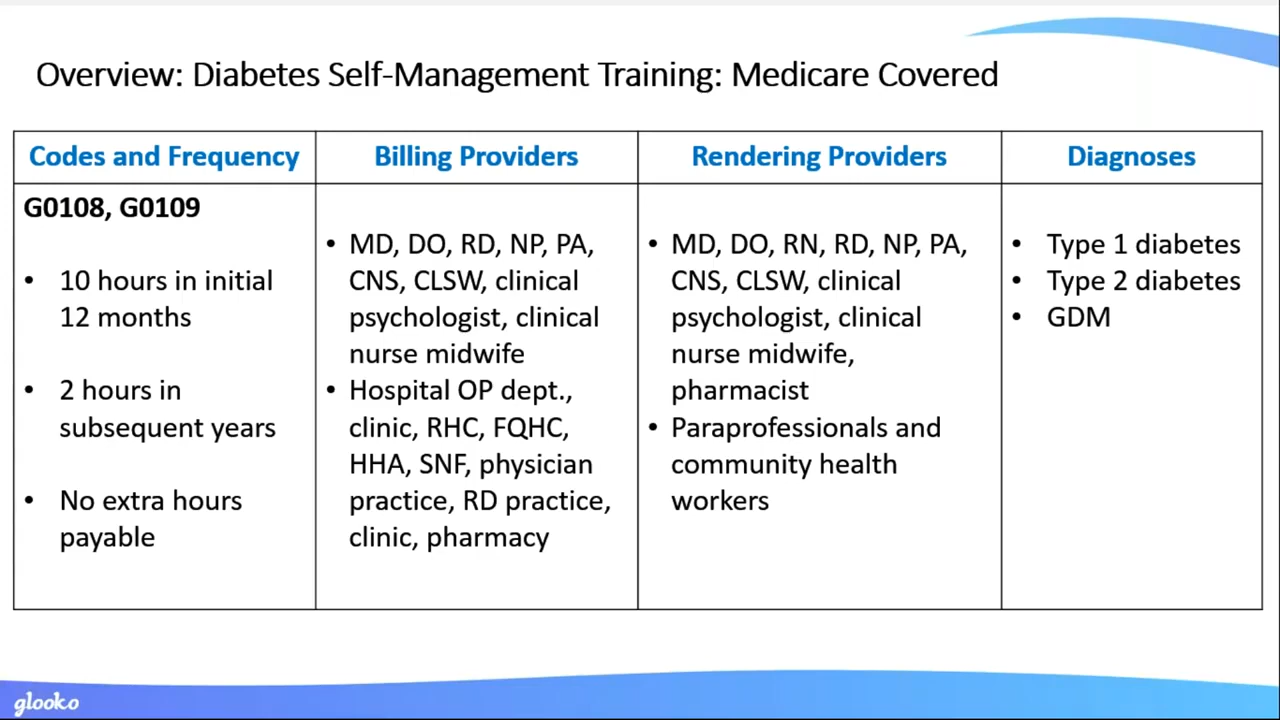 Overview: Diabetes Self-Management Training: Medicare Covered
Codes and Frequency
Billing Providers
Rendering Providers
Diagnoses
G0108, G0109
• 10 hours in initial
12 months
• 2 hours in
subsequent years
• No extra hours
payable
• MD, DO, RD, NP, PA,
CNS, CLSW, clinical
psychologist, clinical
nurse midwife
• Hospital OP dept.,
clinic, RHC, FQHC,
HHA, SNF, physician
practice, RD practice,
clinic, pharmacy
• MD, DO, RN, RD, NP, PA,
CNS, CLSW, clinical
psychologist, clinical
nurse midwife,
pharmacist
• Paraprofessionals and
community health
workers
• Type 1 diabetes
• Type 2 diabetes
• GDM
glooko